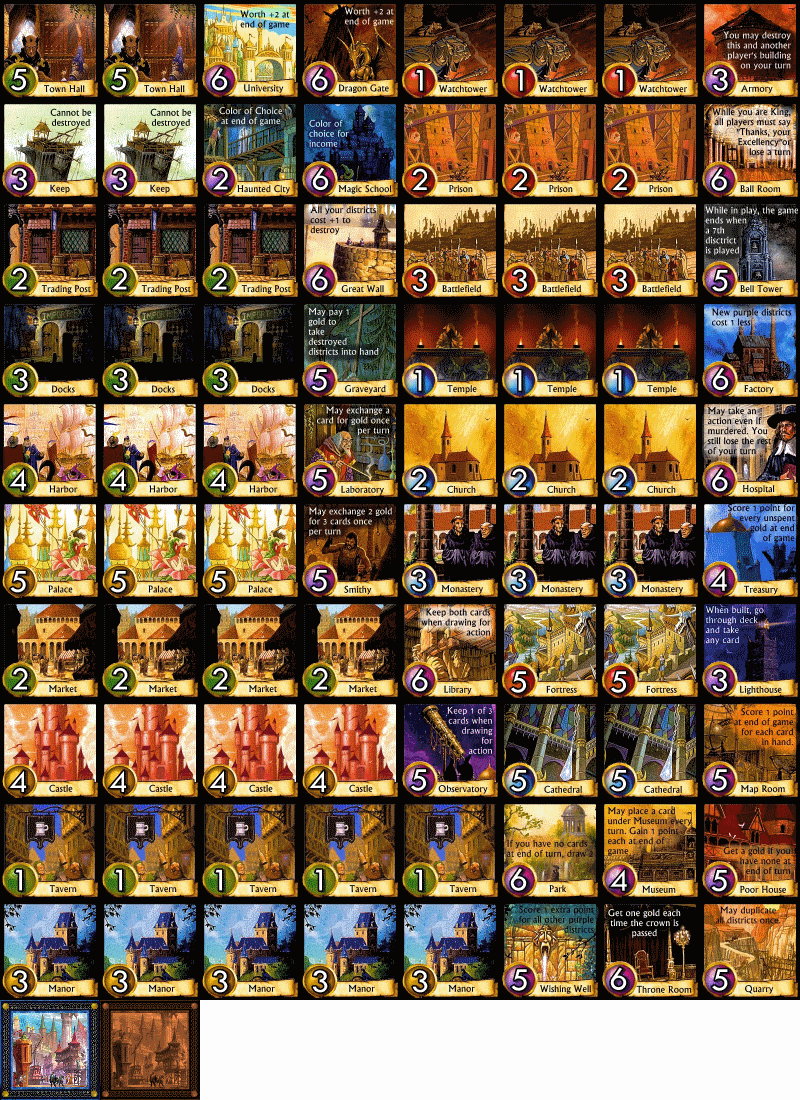 5 Town Hall
5 Town Hall
Worth +2 at
end of game
6 University
Worth +2 at
end of game
6 Dragon Gate
1 Watchtower
1 Watchtower
1 Watchtower
You may destroy
this and another
player's building
on your turn
3 Armory
Cannot be
destroyed
3 Keep
Cannot be
destroyed
3 Keep
Color of Choice
at end of game
2 Haunted City
Color of
choice for
income
6 Magic School
2 Prison
2 Prison
2 Prison
While you are King,
all players must say
"Thanks, your
Excellency" or
lose a turn
6 Ball Room
2 Trading Post
2 Trading Post
2 Trading Post
All your districts
cost +1 to
destroy
6 Great Wall
3 Battlefield
3 Battlefield
3 Battlefield
While in play, the game
ends when
a 7th
disctrict
is played
5 Bell Tower
3 Docks
3 Docks
3 Docks
May pay 1
gold to
take
destroyed
districts into hand
5 Graveyard
1 Temple
1 Temple
1 Temple
New purple districts
cost 1 less
6 Factory
4 Harbor
4 Harbor
4 Harbor
May exchange a
card for gold once
per turn
5 Laboratory
2 Church
2 Church
2 Church
May take an
action even if
murdered. You
still lose the rest
of your turn
6 Hospital
5 Palace
5 Palace
5 Palace
May exchange 2 gold
for 3 cards once
per turn
5 Smithy
3 Monastery
3 Monastery
3 Monastery
Score 1 point for
every unspent
gold at end
of game
4 Treasury
2 Market
2 Market
2 Market
2 Market
Keep both cards
when drawing for
action
6 Library
5 Fortress
5 Fortress
When built, go
through deck
and take
any card
3 Lighthouse
4 Castle
4 Castle
4 Castle
4 Castle
Keep 1 of 3
cards when
drawing
for
action
5 Observatory
5 Cathedral
5 Cathedral
Score 1 point
at end of game
for each card
in hand.
5 Map Room
1 Tavern
1 Tavern
1 Tavern
1 Tavern
1 Tavern
If you have no cards
at end of turn, draw 2
6 Park
May place a card
under Museum every
turn. Gain 1 point
each at end of
game
4 Museum
Get a gold if you
have none at
end of turn
5 Poor House
3 Manor
3 Manor
3 Manor
3 Manor
3 Manor
Score 1 extra point
for all other purple
districts
5 Wishing Well
Get one gold each
time the crown is
passed
6 Throne Room
May duplicate
all districts once.
5 Quarry